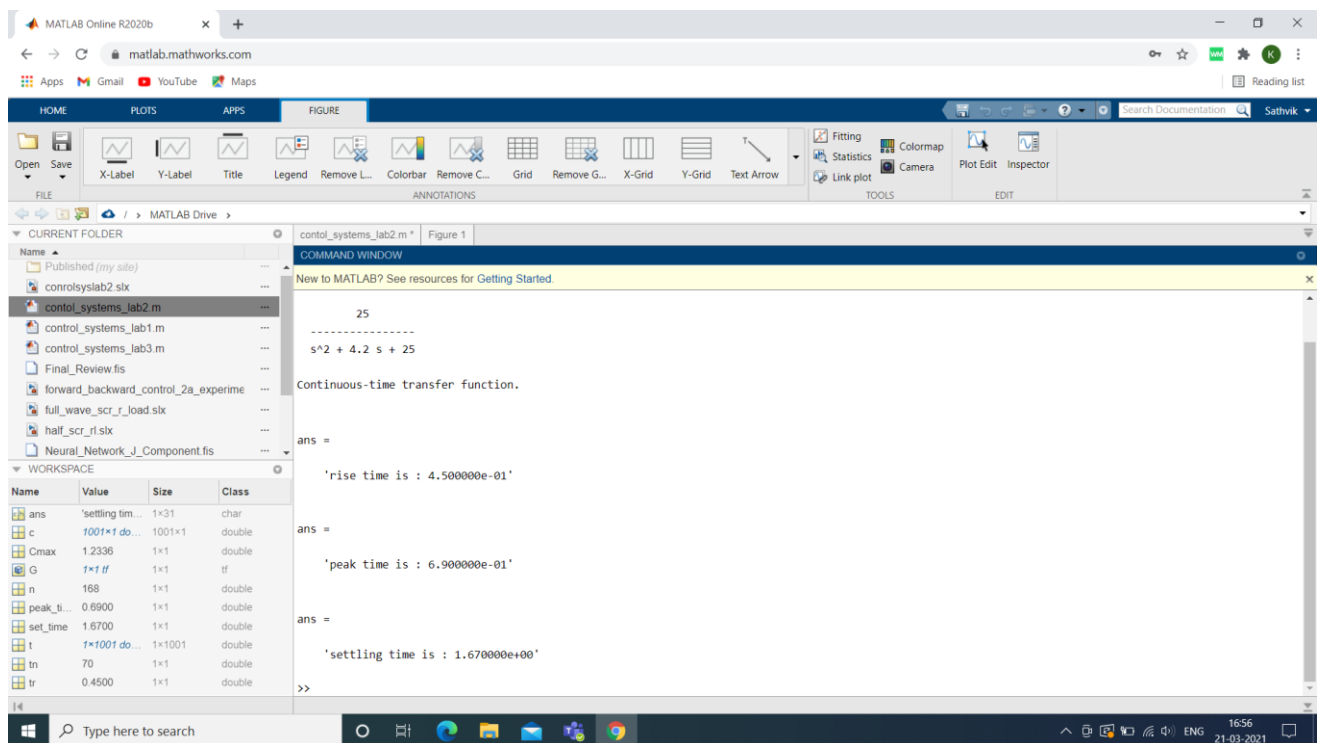 MATLAB Online R2020b
matlab.mathworks.com
WM
K
Apps Gmail YouTube Maps
Reading list
HOME PLOTS APPS FIGURE
Search Documentation
Sathvik
Open Save
X-Label Y-Label Title Legend Remove L... Colorbar Remove C... Grid Remove G... X-Grid Y-Grid Text Arrow
Fitting
Statistics
Link plot
Colormap
Camera
Plot Edit Inspector
FILE ANNOTATIONS TOOLS EDIT
/ > MATLAB Drive >
CURRENT FOLDER
Name
Published (my site)
conrolsyslab2.slx
contol_systems_lab2.m
control_systems_lab1.m
control_systems_lab3.m
Final_Review.fis
forward_backward_control_2a_experime
full_wave_scr_r_load.slx
half_scr_rl.slx
Neural_Network_J_Component.fis
WORKSPACE
Name Value Size Class
ans 'settling tim... 1×31 char
c 1001×1 do... 1001×1 double
Cmax 1.2336 1×1 double
G 1×1 tf 1×1 tf
n 168 1×1 double
peak_ti... 0.6900 1×1 double
set_time 1.6700 1×1 double
t 1×1001 do... 1×1001 double
tn 70 1×1 double
tr 0.4500 1×1 double
contol_systems_lab2.m * Figure 1
COMMAND WINDOW
New to MATLAB? See resources for Getting Started.
25
----------------
s^2 + 4.2 s + 25
Continuous-time transfer function.
ans =
'rise time is : 4.500000e-01'
ans =
'peak time is : 6.900000e-01'
ans =
'settling time is : 1.670000e+00'
>>
Type here to search
ENG
16:56
21-03-2021